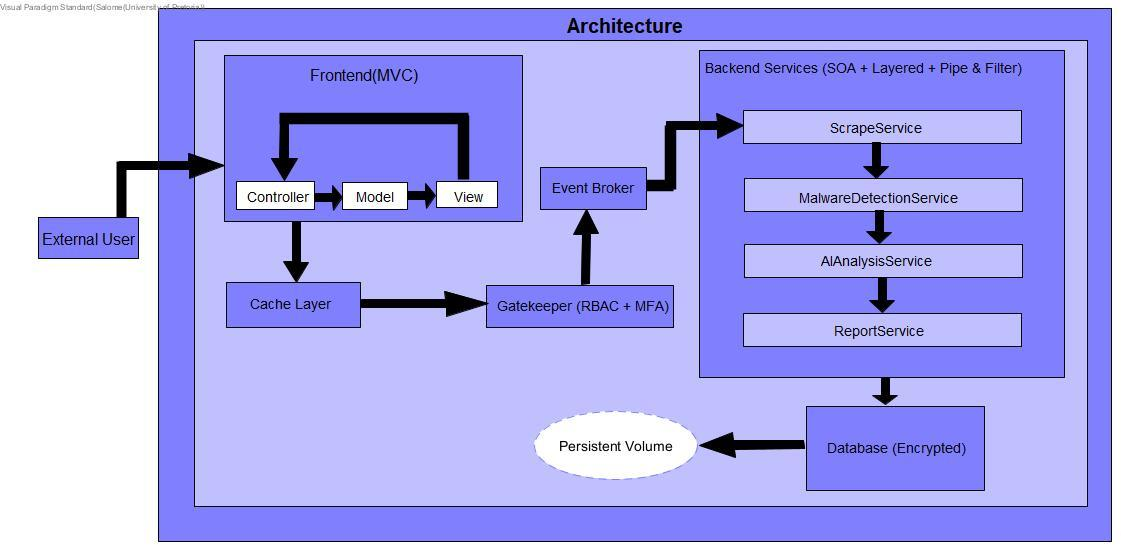 Visual Paradigm Standard(Salome(University of Pretoria))
Architecture
Frontend(MVC)
Controller
Model
View
External User
Cache Layer
Gatekeeper (RBAC + MFA)
Event Broker
Backend Services (SOA + Layered + Pipe & Filter)
ScrapeService
MalwareDetectionService
AIAnalysisService
ReportService
Database (Encrypted)
Persistent Volume